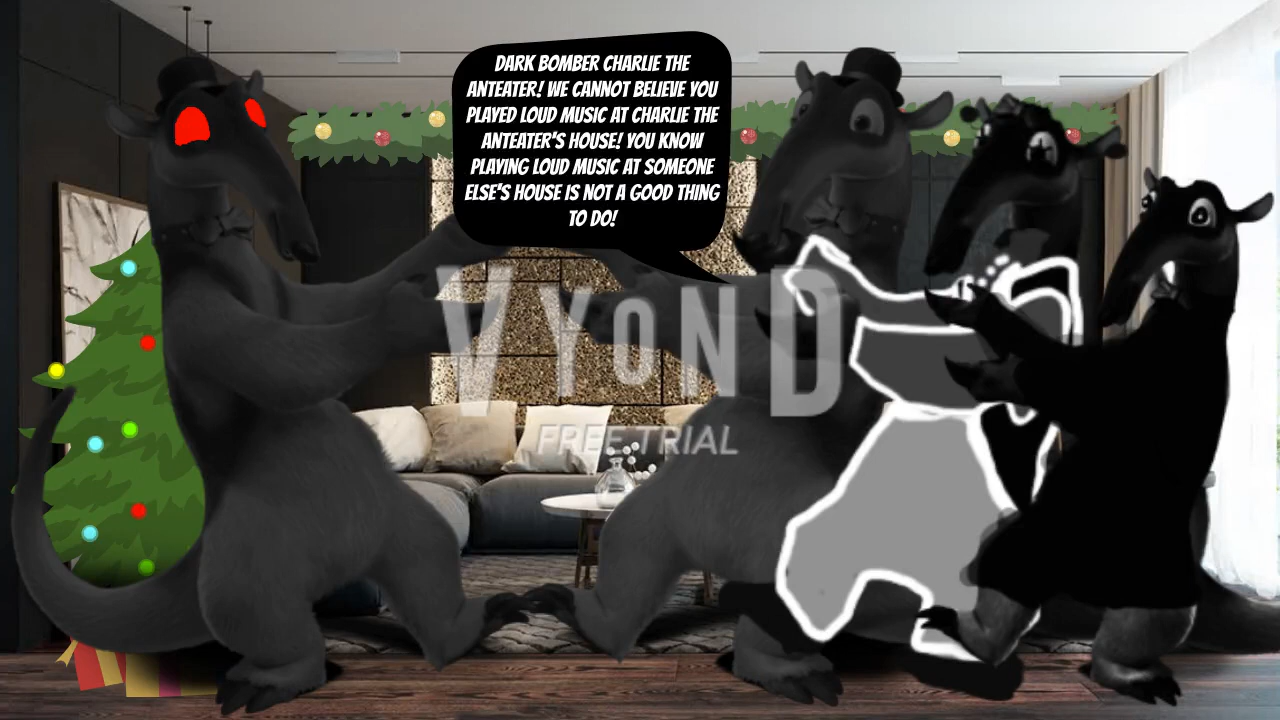 DARK BOMBER CHARLIE THE
ANTEATER! WE CANNOT BELIEVE YOU
PLAYED LOUD MUSIC AT CHARLIE THE
ANTEATER'S HOUSE! YOU KNOW
PLAYING LOUD MUSIC AT SOMEONE
ELSE'S HOUSE IS NOT A GOOD THING
TO DO!
VYOND
FREE TRIAL